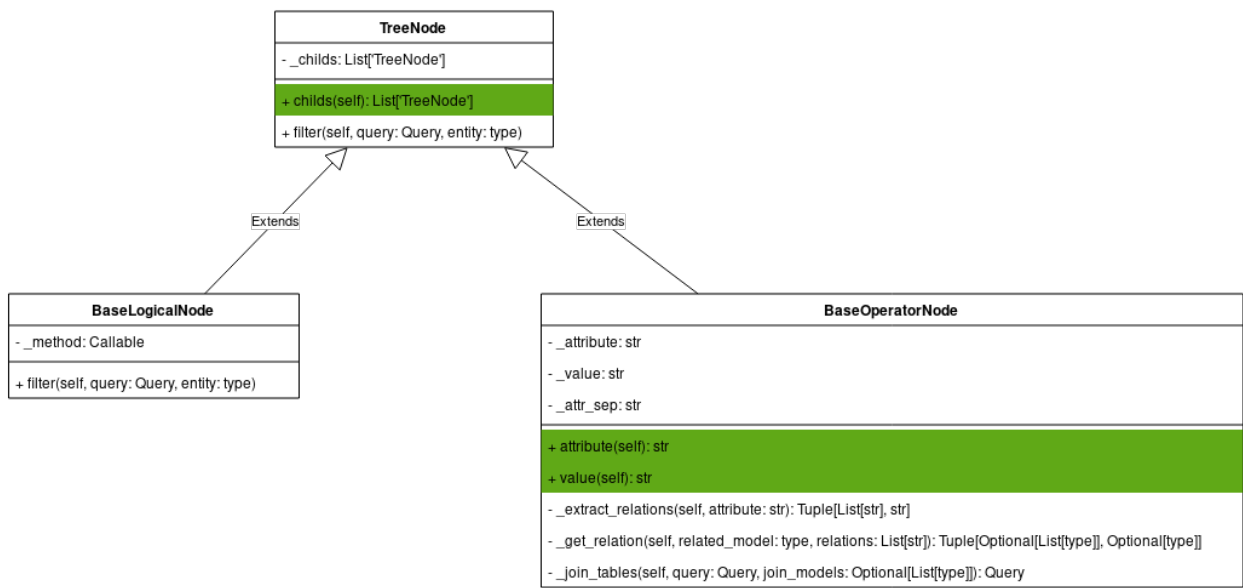 TreeNode
- _childs: List['TreeNode']
+ childs(self): List['TreeNode']
+ filter(self, query: Query, entity: type)
Extends
Extends
BaseLogicalNode
- _method: Callable
+ filter(self, query: Query, entity: type)
BaseOperatorNode
- _attribute: str
- _value: str
- _attr_sep: str
+ attribute(self): str
+ value(self): str
- _extract_relations(self, attribute: str): Tuple[List[str], str]
- _get_relation(self, related_model: type, relations: List[str]): Tuple[Optional[List[type]], Optional[type]]
- _join_tables(self, query: Query, join_models: Optional[List[type]]): Query